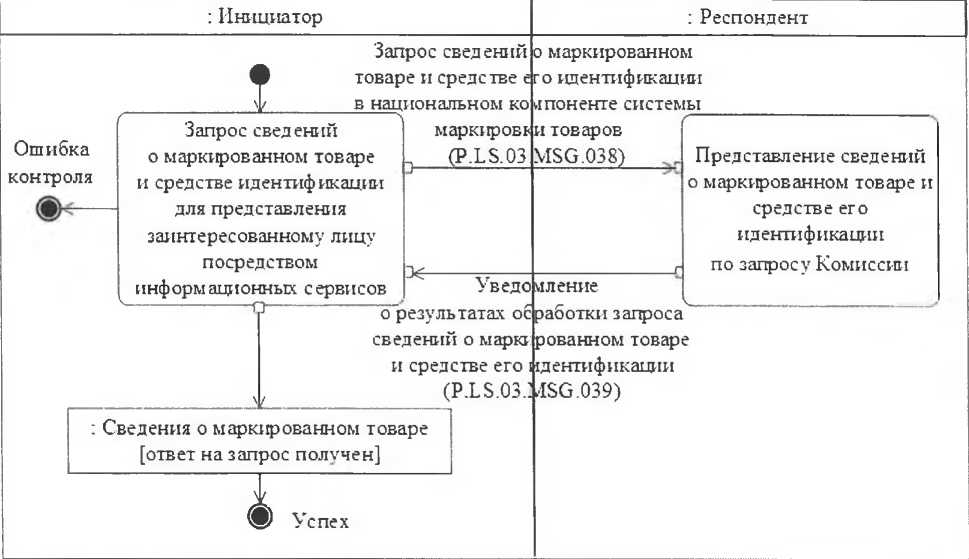 : Инициатор
: Респондент
Запрос сведений о маркированном
товаре и средстве его идентификации
в национальном компоненте системы
маркировки товаров
(P.LS.03.MSG.038)
Ошибка
контроля
Запрос сведений
о маркированном товаре
и средстве идентификации
для представления
заинтересованному лицу
посредством
информационных сервисов
Представление сведений
о маркированном товаре и
средстве его
идентификации
по запросу Комиссии
Уведомление
о результатах обработки запроса
сведений о маркированном товаре
и средстве его идентификации
(P.LS.03.MSG.039)
: Сведения о маркированном товаре
[ответ на запрос получен]
Успех